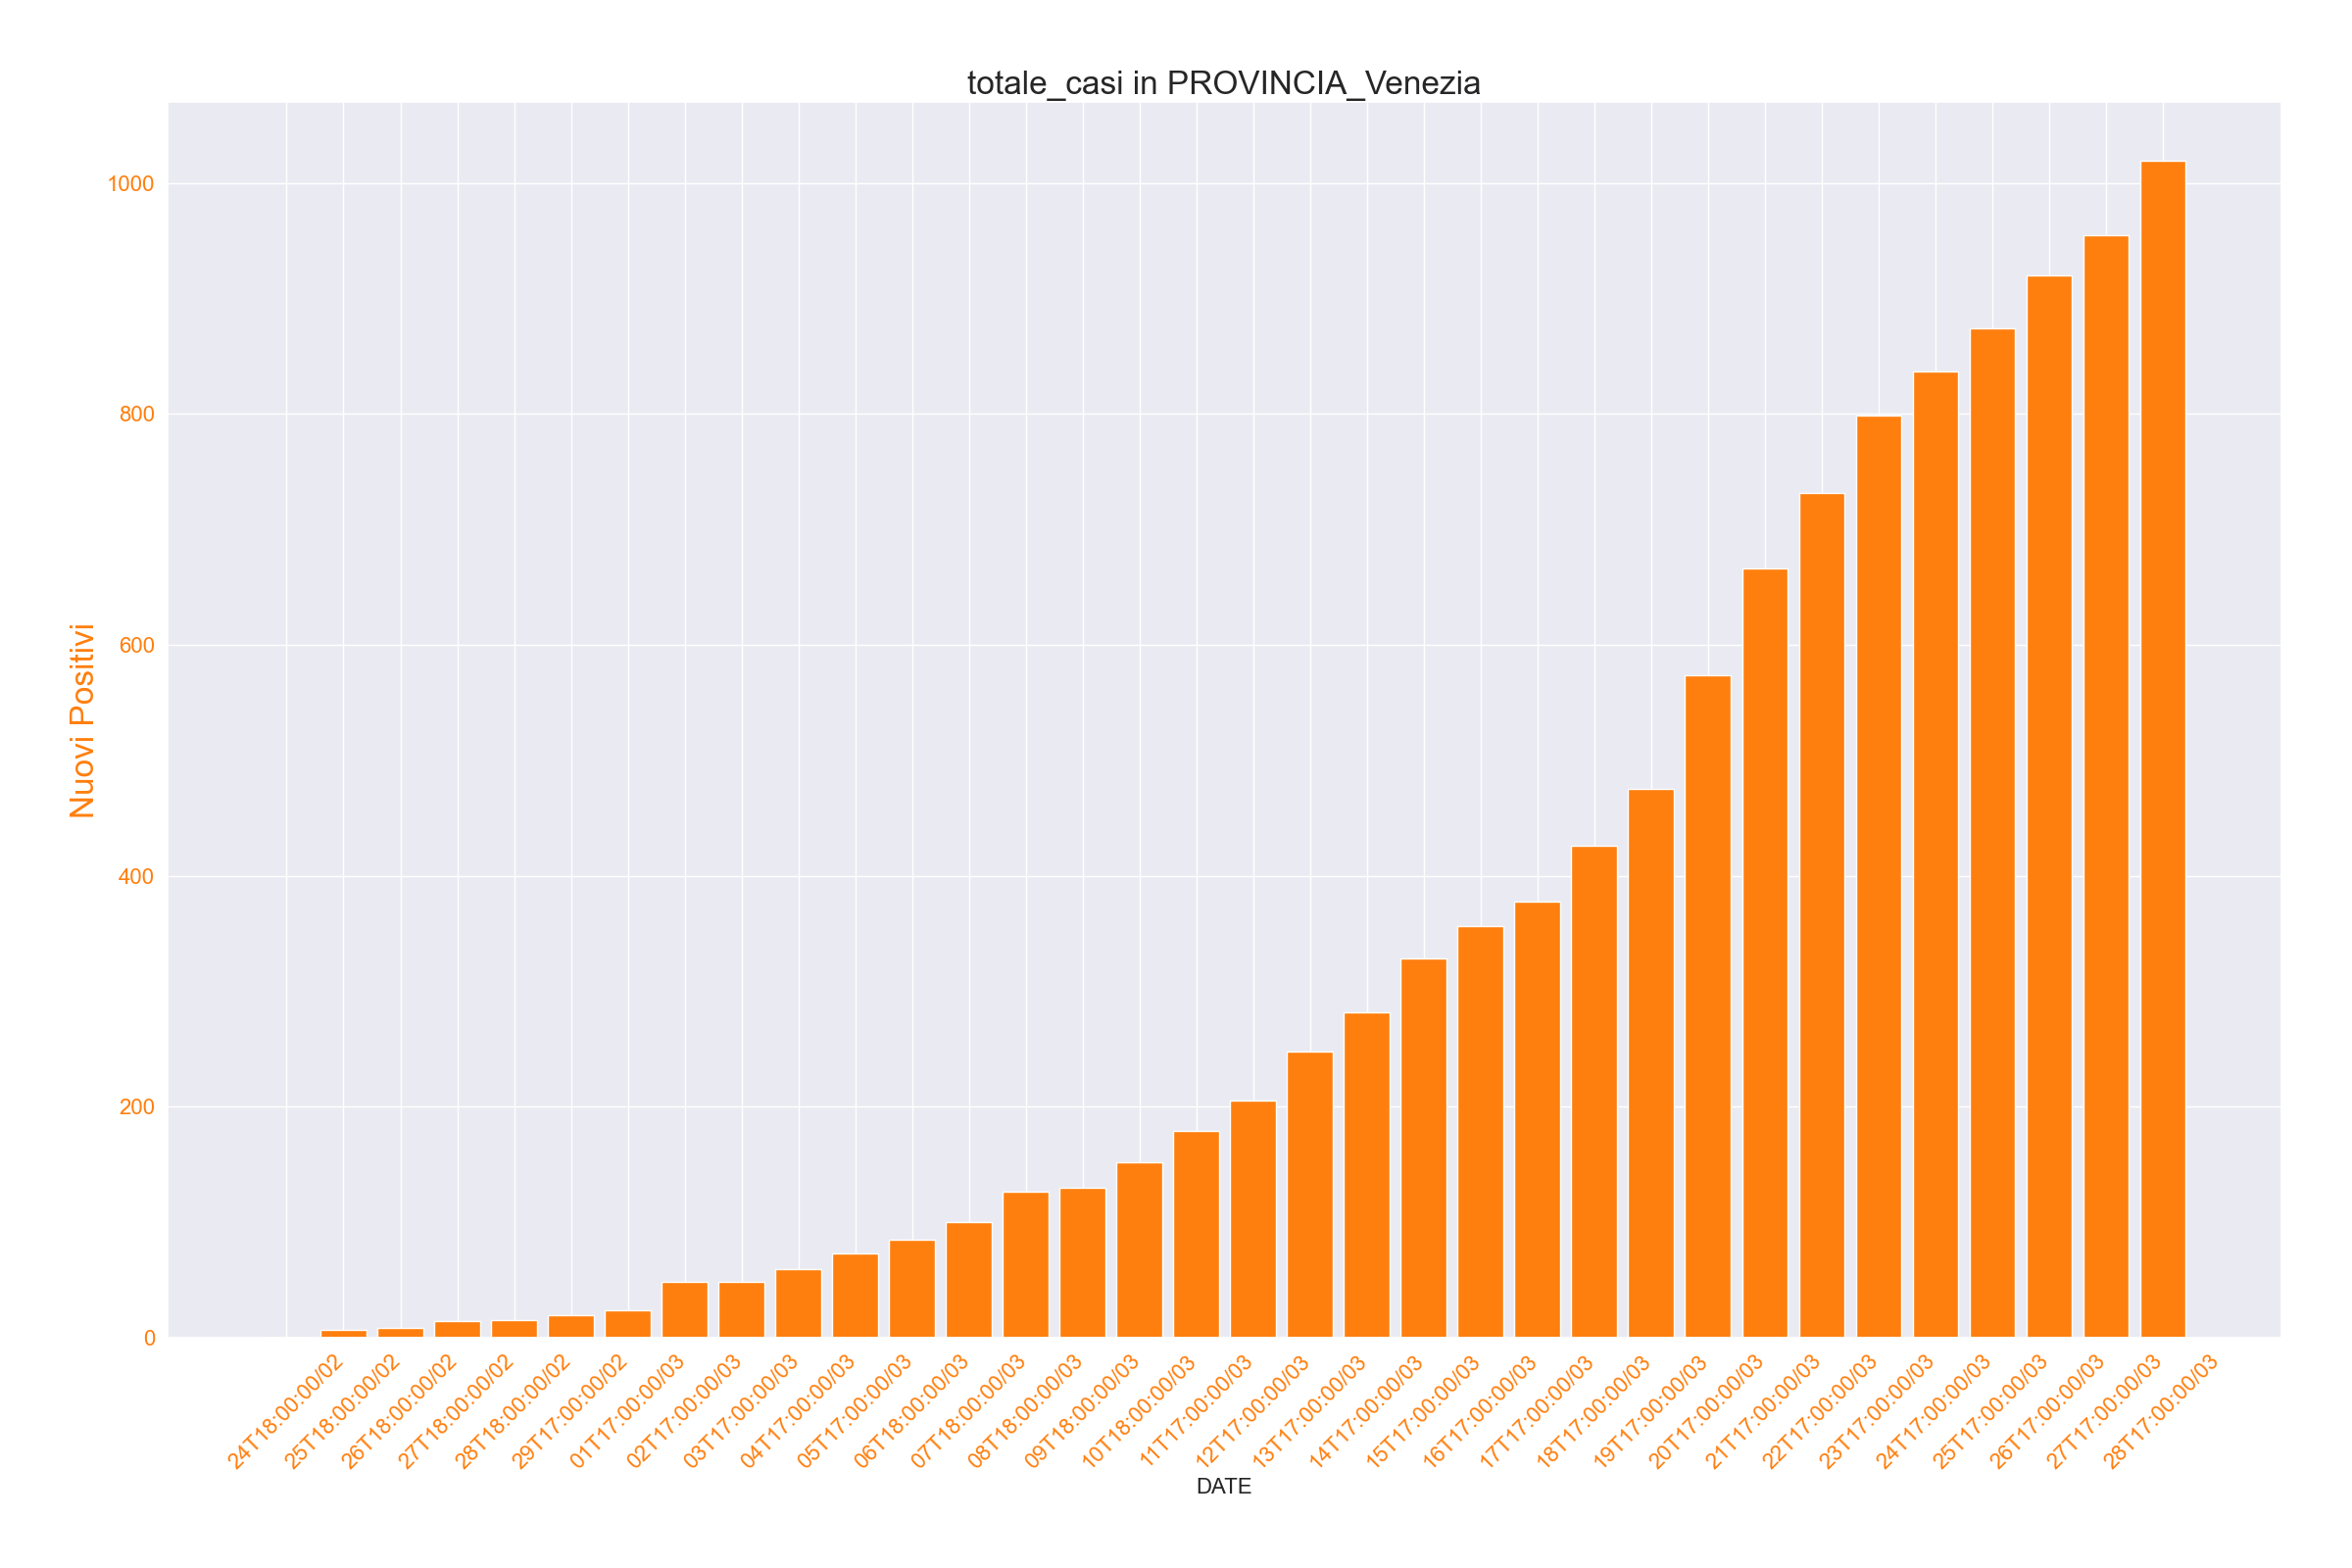 totale_casi in PROVINCIA_Venezia
Nuovi Positivi
1000
800
600
400
200
0
24T18:00:00/02
25T18:00:00/02
26T18:00:00/02
27T18:00:00/02
28T18:00:00/02
29T17:00:00/02
01T17:00:00/03
02T17:00:00/03
03T17:00:00/03
04T17:00:00/03
05T17:00:00/03
06T18:00:00/03
07T18:00:00/03
08T18:00:00/03
09T18:00:00/03
10T18:00:00/03
11T17:00:00/03
12T17:00:00/03
13T17:00:00/03
14T17:00:00/03
15T17:00:00/03
16T17:00:00/03
17T17:00:00/03
18T17:00:00/03
19T17:00:00/03
20T17:00:00/03
21T17:00:00/03
22T17:00:00/03
23T17:00:00/03
24T17:00:00/03
25T17:00:00/03
26T17:00:00/03
27T17:00:00/03
28T17:00:00/03
DATE